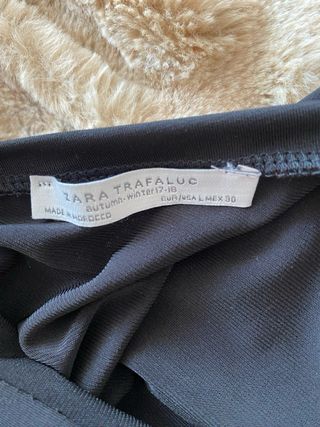 ZARA TRAFALUC
autumn-winter17-18
MADE IN MOROCCO
EUR/USA L MEX 30